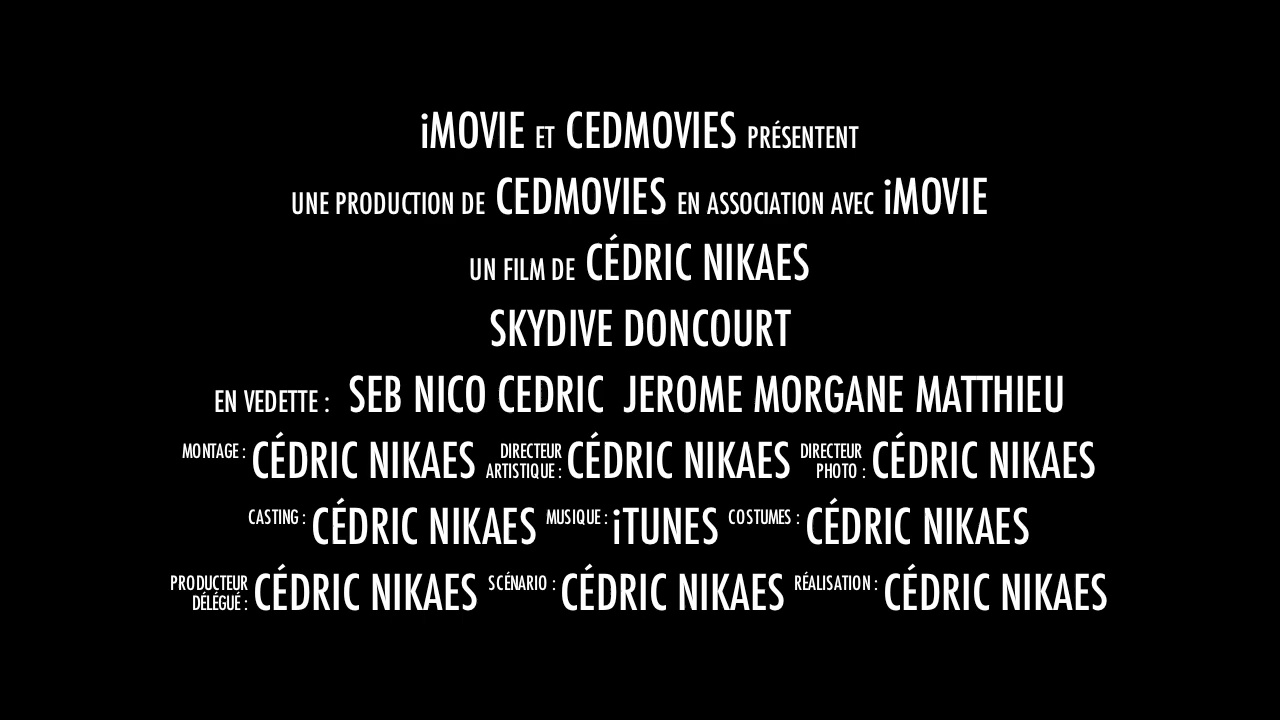 iMOVIE ET CEDMOVIES PRÉSENTENT
UNE PRODUCTION DE CEDMOVIES EN ASSOCIATION AVEC iMOVIE
UN FILM DE CÉDRIC NIKAES
SKYDIVE DONCOURT
EN VEDETTE : SEB NICO CEDRIC JEROME MORGANE MATTHIEU
MONTAGE : CÉDRIC NIKAES DIRECTEUR ARTISTIQUE : CÉDRIC NIKAES DIRECTEUR PHOTO : CÉDRIC NIKAES
CASTING : CÉDRIC NIKAES MUSIQUE : iTUNES COSTUMES : CÉDRIC NIKAES
PRODUCTEUR DÉLÉGUÉ : CÉDRIC NIKAES SCÉNARIO : CÉDRIC NIKAES RÉALISATION : CÉDRIC NIKAES